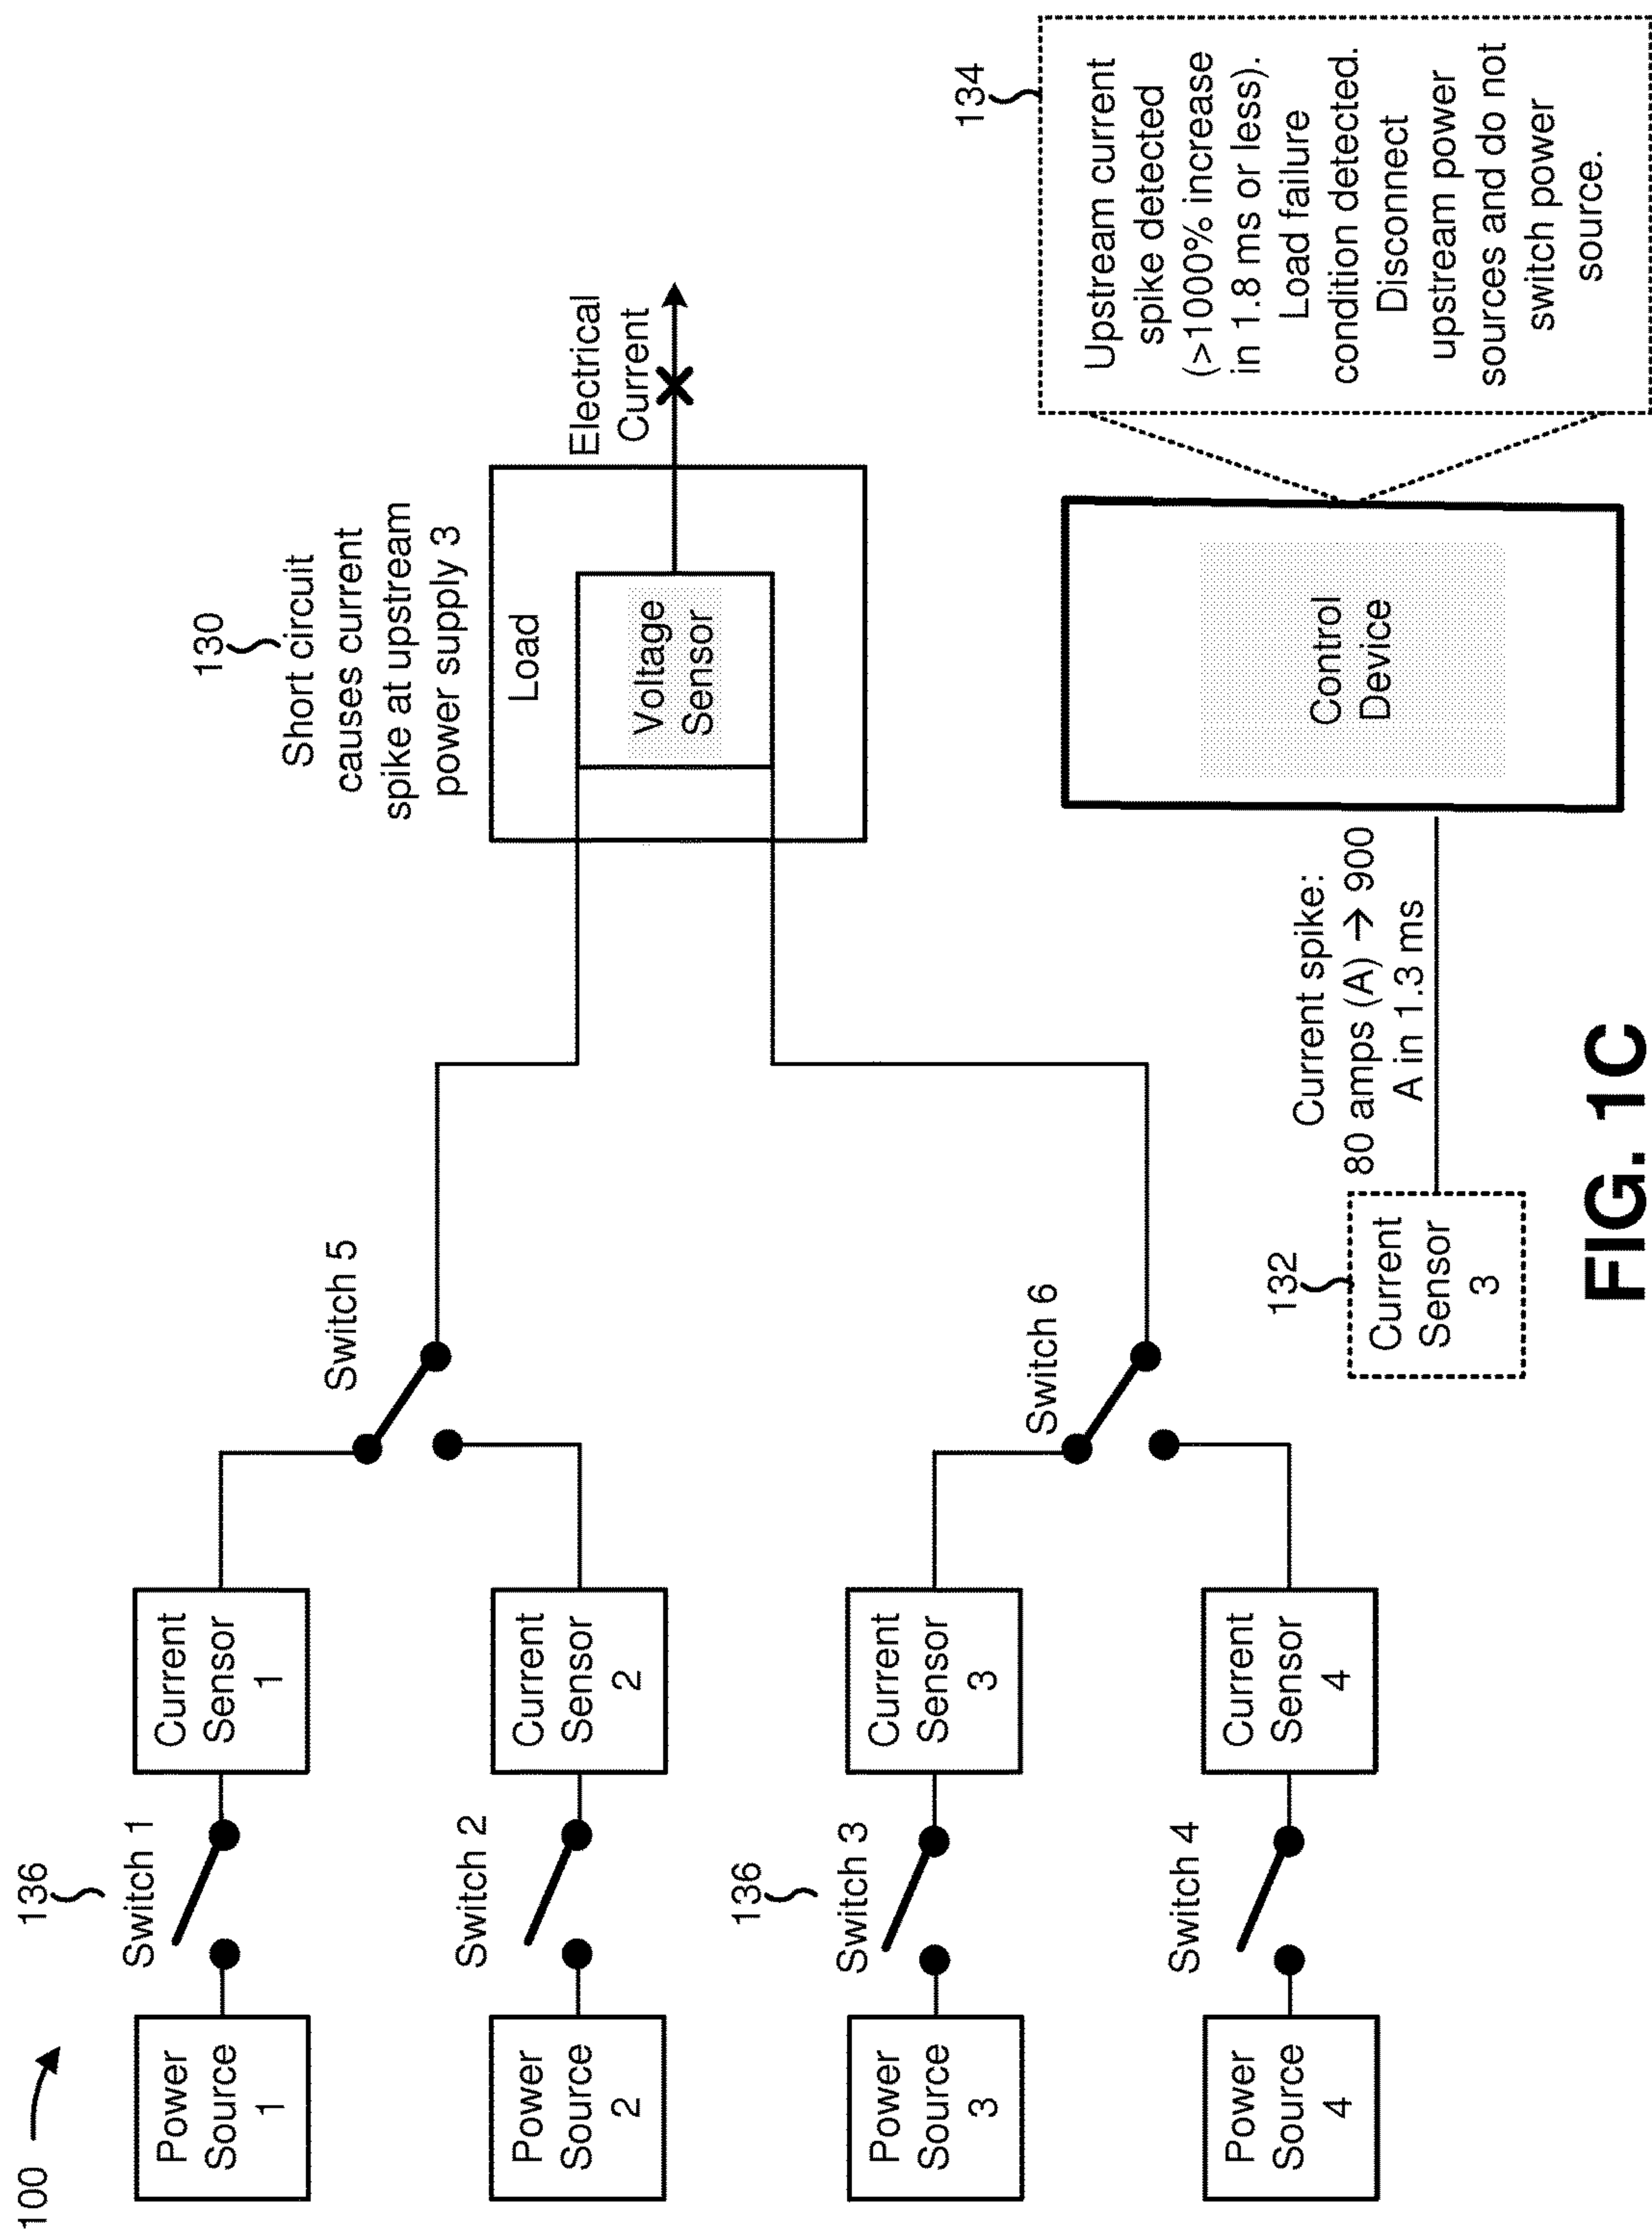 100
136
Switch 1
Power
Source
1
Current
Sensor
1
Switch 5
130
Short circuit
causes current
spike at upstream
power supply 3
Switch 2
Power
Source
2
Current
Sensor
2
Load
Voltage
Sensor
Electrical
Current
136
Switch 3
Power
Source
3
Current
Sensor
3
Switch 6
Switch 4
Power
Source
4
Current
Sensor
4
132
Current
Sensor
3
Current spike:
80 amps (A) → 900
A in 1.3 ms
Control
Device
134
Upstream current
spike detected
(>1000% increase
in 1.8 ms or less).
Load failure
condition detected.
Disconnect
upstream power
sources and do not
switch power
source.
FIG. 1C